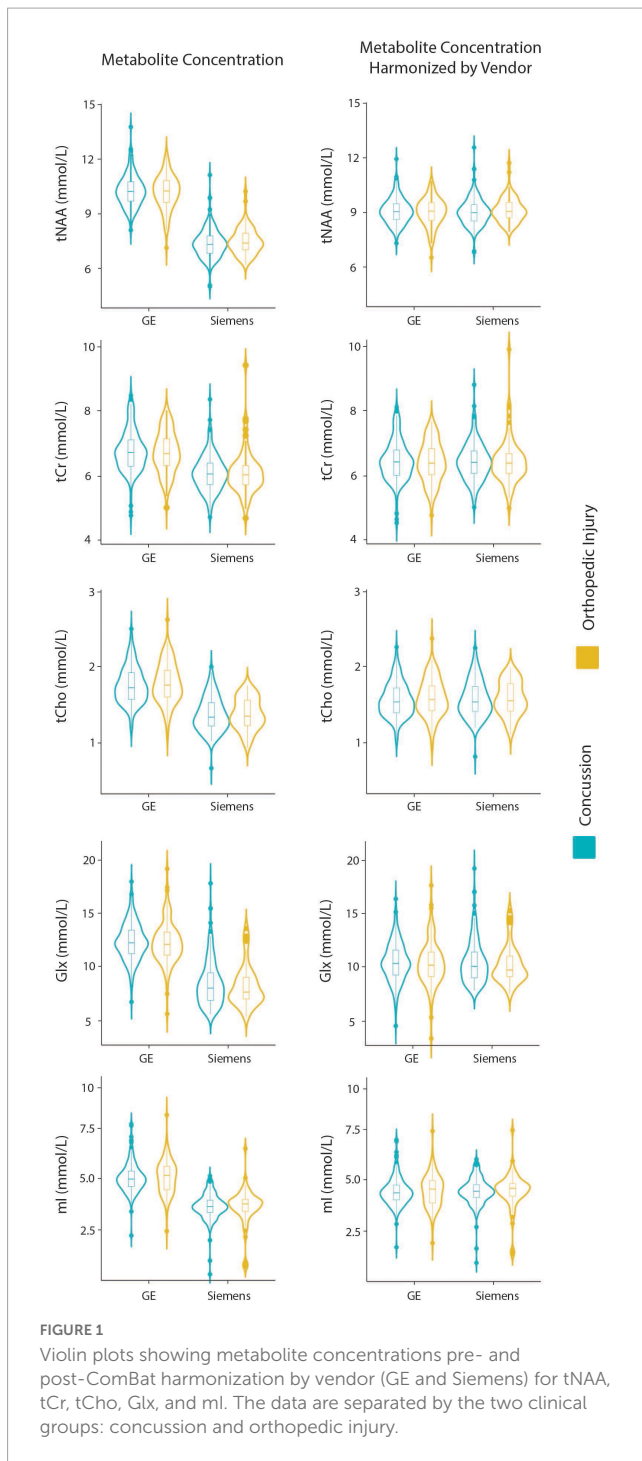 Metabolite Concentration
Metabolite Concentration
Harmonized by Vendor
tNAA (mmol/L)
15
12
9
6
GE
Siemens
tNAA (mmol/L)
15
12
9
6
GE
Siemens
tCr (mmol/L)
10
8
6
4
GE
Siemens
tCr (mmol/L)
10
8
6
4
GE
Siemens
tCho (mmol/L)
3
2
1
GE
Siemens
tCho (mmol/L)
3
2
1
GE
Siemens
Glx (mmol/L)
20
15
10
5
GE
Siemens
Glx (mmol/L)
20
15
10
5
GE
Siemens
mI (mmol/L)
10
7.5
5.0
2.5
GE
Siemens
mI (mmol/L)
10
7.5
5.0
2.5
GE
Siemens
Orthopedic Injury
Concussion
FIGURE 1
Violin plots showing metabolite concentrations pre- and
post-ComBat harmonization by vendor (GE and Siemens) for tNAA,
tCr, tCho, Glx, and mI. The data are separated by the two clinical
groups: concussion and orthopedic injury.